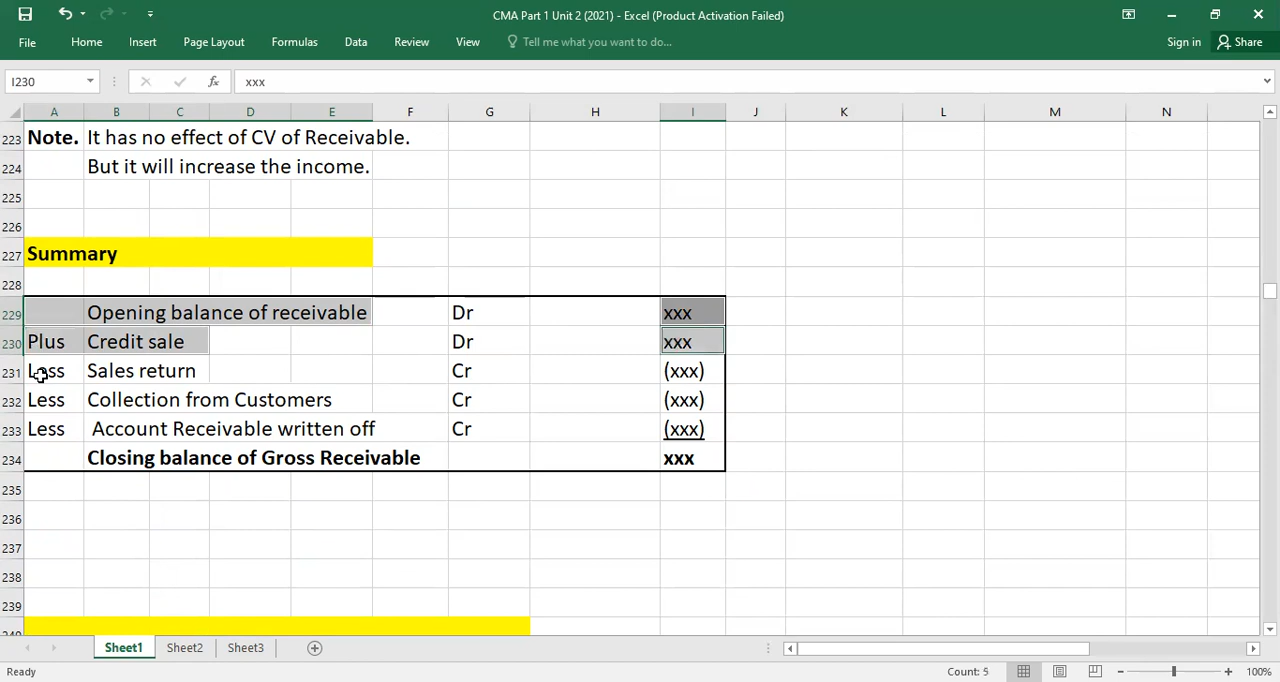 CMA Part 1 Unit 2 (2021) - Excel (Product Activation Failed)
File Home Insert Page Layout Formulas Data Review View Tell me what you want to do... Sign in Share
I230 fx xxx
A B C D E F G H I J K L M N
223 Note. It has no effect of CV of Receivable.
224 But it will increase the income.
225
226
227 Summary
228
229 Opening balance of receivable Dr xxx
230 Plus Credit sale Dr xxx
231 Less Sales return Cr (xxx)
232 Less Collection from Customers Cr (xxx)
233 Less Account Receivable written off Cr (xxx)
234 Closing balance of Gross Receivable xxx
235
236
237
238
239
240
Sheet1 Sheet2 Sheet3
Ready Count: 5 100%